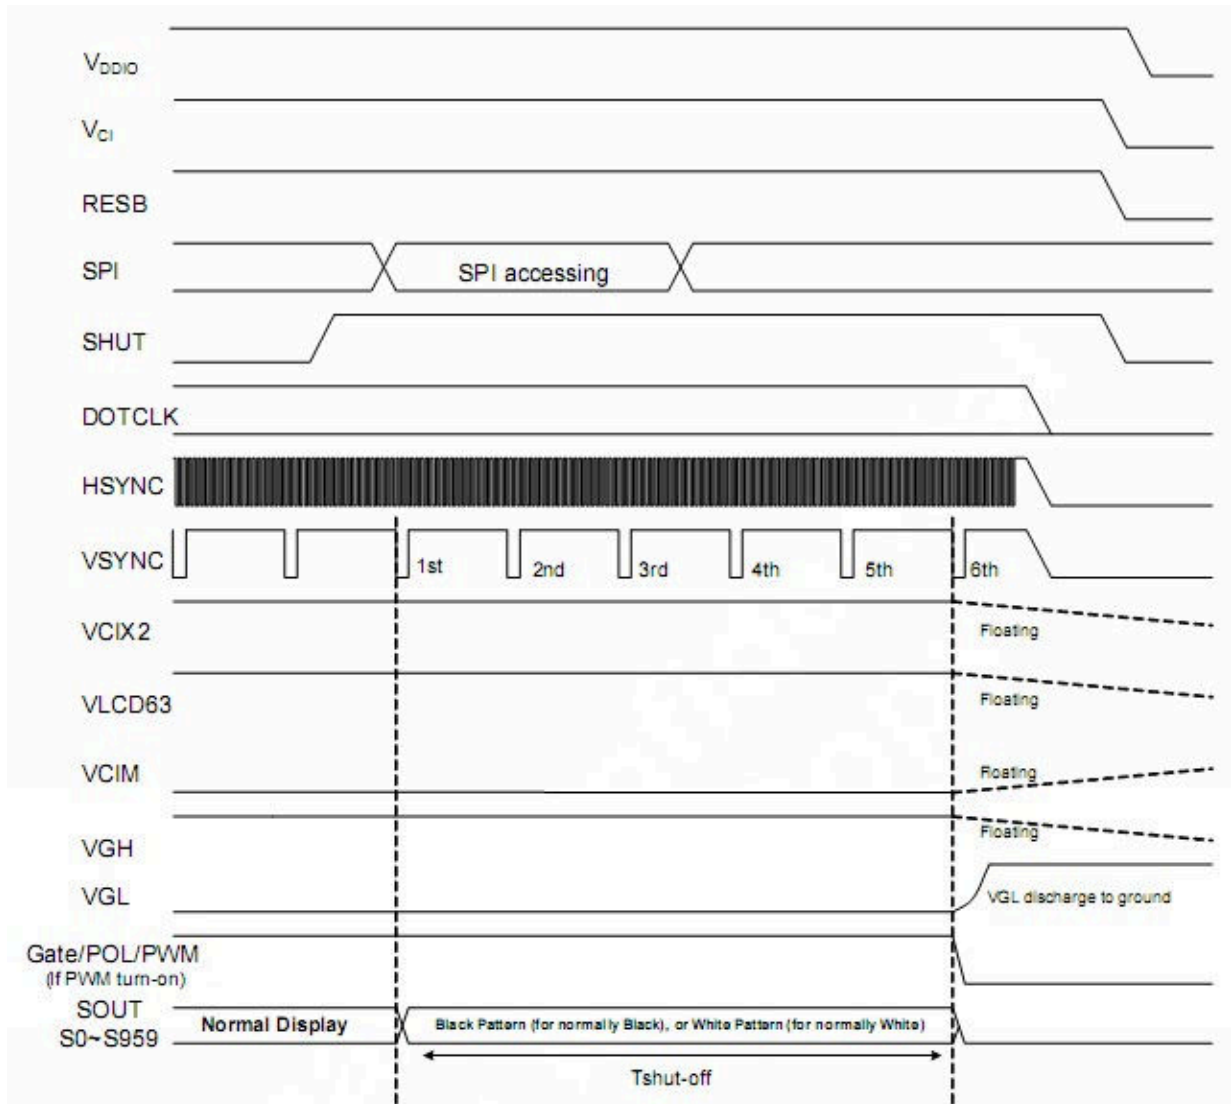 VDDIO
VCI
RESB
SPI SPI accessing
SHUT
DOTCLK
HSYNC
VSYNC 1st 2nd 3rd 4th 5th 6th
VCIX2 Floating
VLCD63 Floating
VCIM Floating
VGH Floating
VGL VGL discharge to ground
Gate/POL/PWM
(If PWM turn-on)
SOUT Normal Display Black Pattern (for normally Black), or White Pattern (for normally White)
S0~S959
Tshut-off